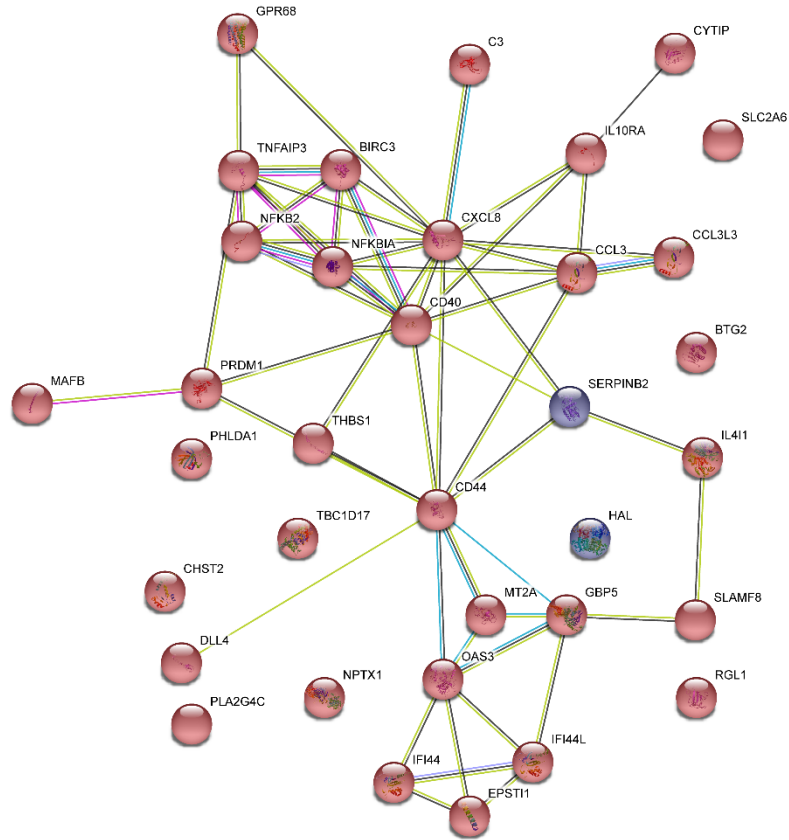 GPR68
C3
CYTIP
SLC2A6
TNFAIP3
BIRC3
IL10RA
NFKB2
NFKBIA
CXCL8
CCL3
CCL3L3
CD40
BTG2
MAFB
PRDM1
SERPINB2
PHLDA1
THBS1
IL4I1
CD44
TBC1D17
HAL
CHST2
MT2A
GBP5
SLAMF8
DLL4
OAS3
PLA2G4C
NPTX1
RGL1
IFI44
IFI44L
EPSTI1